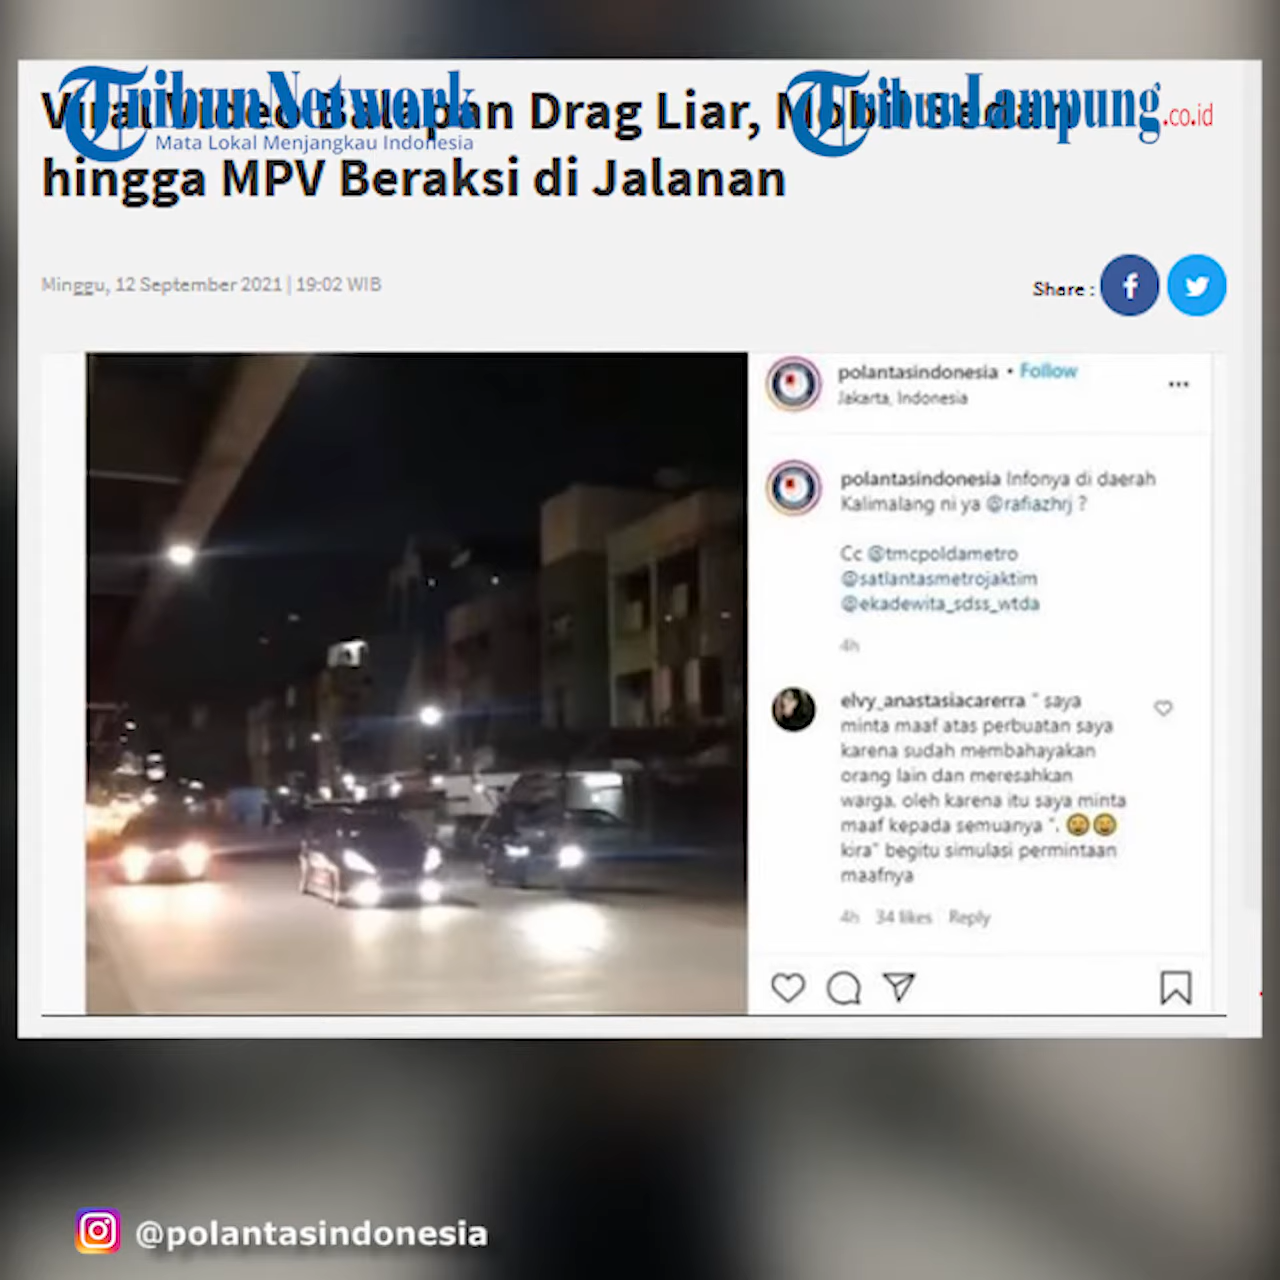 TribunNetwork
Mata Lokal Menjangkau Indonesia
TribunLampung.co.id
Viral Video Balapan Drag Liar, Mobil Sedan
hingga MPV Beraksi di Jalanan
Minggu, 12 September 2021 | 19:02 WIB
Share :
polantasindonesia • Follow
Jakarta, Indonesia
polantasindonesia Infonya di daerah
Kalimalang ni ya @rafiazhrj ?
Cc @tmcpoldametro
@satlantasmetrojaktim
@ekadewita_sdss_wtda
4h
elvy_anastasiacarerra " saya
minta maaf atas perbuatan saya
karena sudah membahayakan
orang lain dan meresahkan
warga. oleh karena itu saya minta
maaf kepada semuanya ". 😆😆
kira" begitu simulasi permintaan
maafnya
4h 34 likes Reply
@polantasindonesia